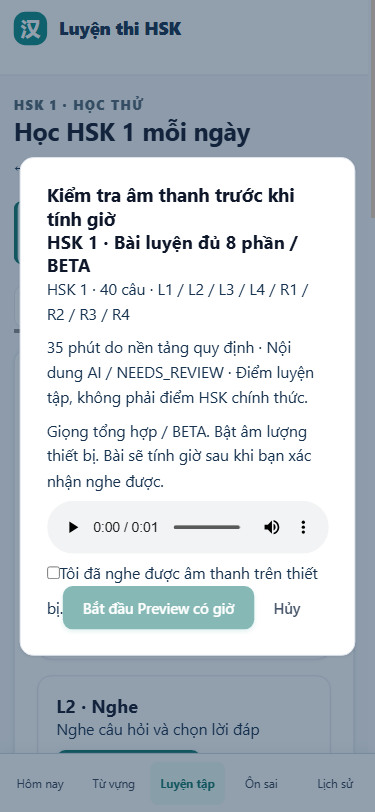 汉 Luyện thi HSK
HSK 1 · HỌC THỬ
Học HSK 1 mỗi ngày
Kiểm tra âm thanh trước khi
tính giờ
HSK 1 · Bài luyện đủ 8 phần /
BETA
HSK 1 · 40 câu · L1 / L2 / L3 / L4 / R1 /
R2 / R3 / R4
35 phút do nền tảng quy định · Nội
dung AI / NEEDS_REVIEW · Điểm luyện
tập, không phải điểm HSK chính thức.
Giọng tổng hợp / BETA. Bật âm lượng
thiết bị. Bài sẽ tính giờ sau khi bạn xác
nhận nghe được.
0:00 / 0:01
Tôi đã nghe được âm thanh trên thiết
bị. Bắt đầu Preview có giờ Hủy
L2 · Nghe
Nghe câu hỏi và chọn lời đáp
Hôm nay Từ vựng Luyện tập Ôn sai Lịch sử